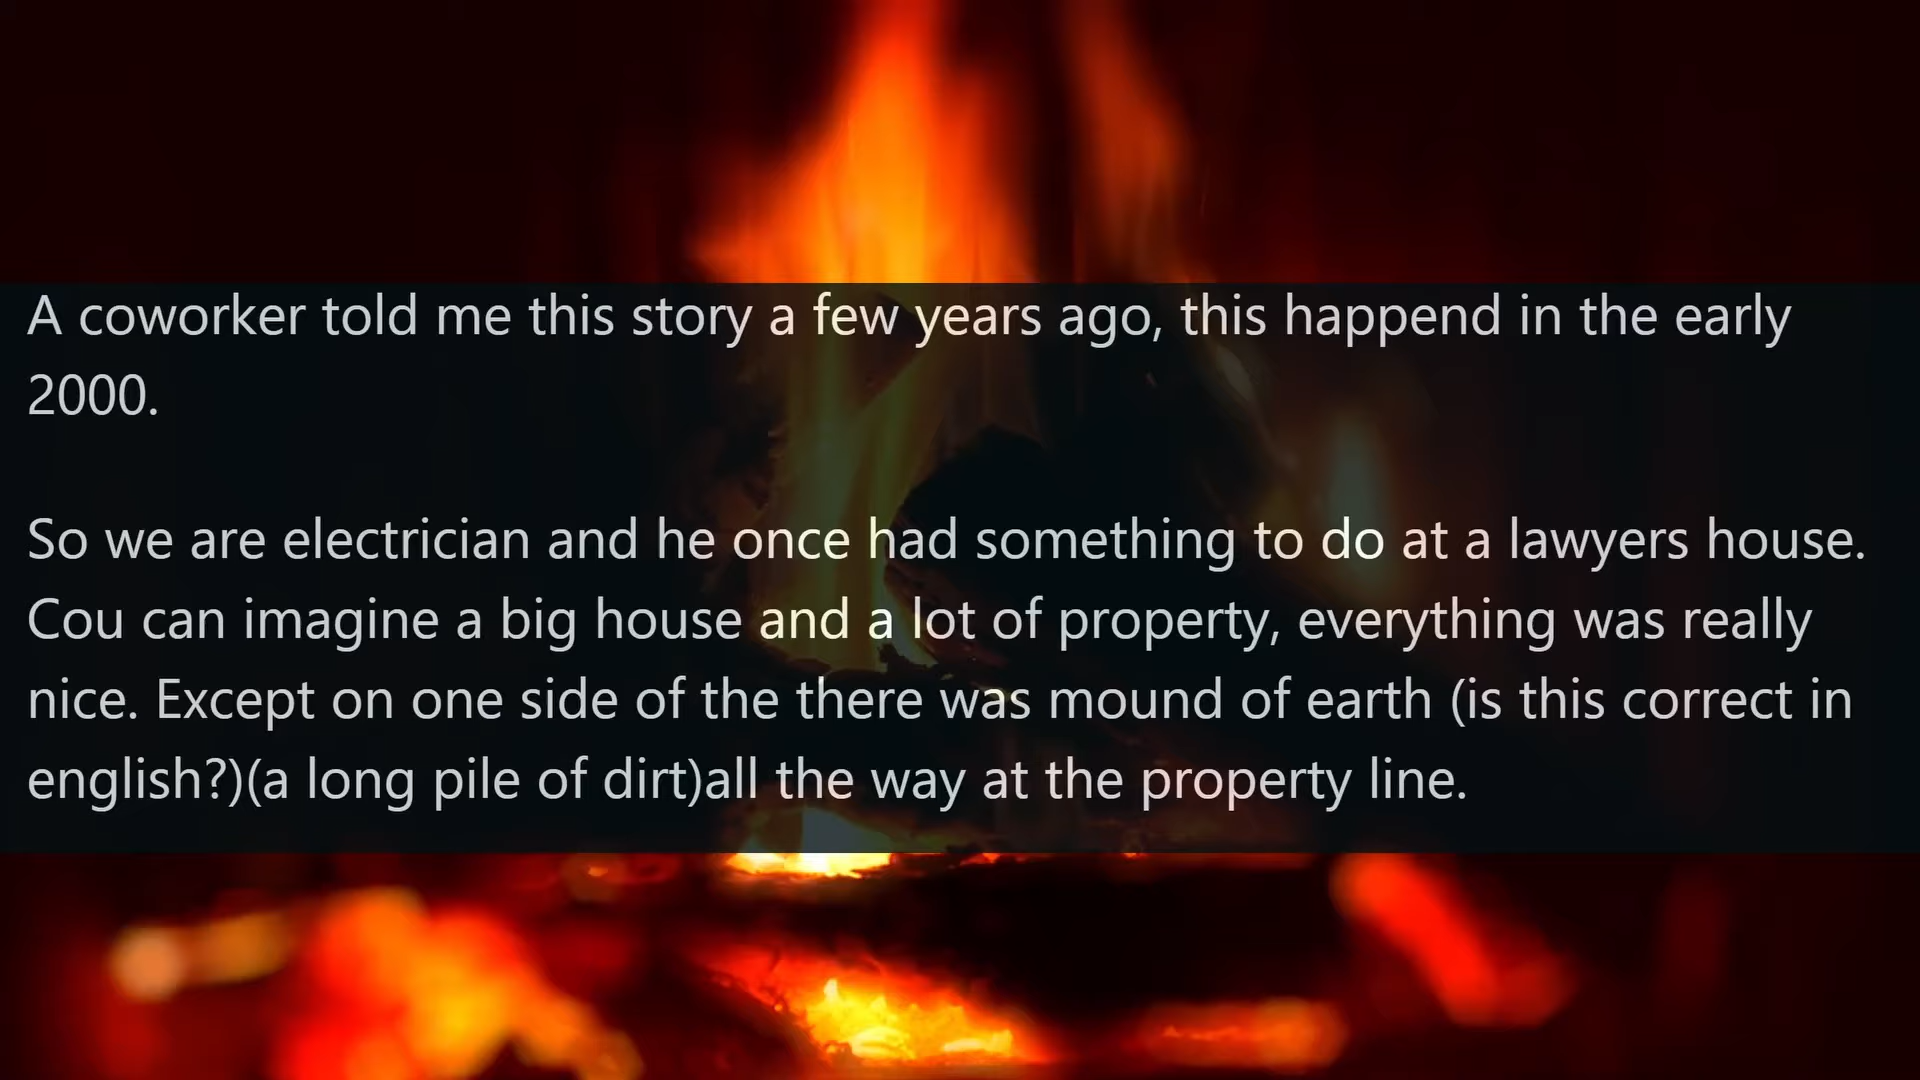 A coworker told me this story a few years ago, this happend in the early
2000.
So we are electrician and he once had something to do at a lawyers house.
Cou can imagine a big house and a lot of property, everything was really
nice. Except on one side of the there was mound of earth (is this correct in
english?)(a long pile of dirt)all the way at the property line.